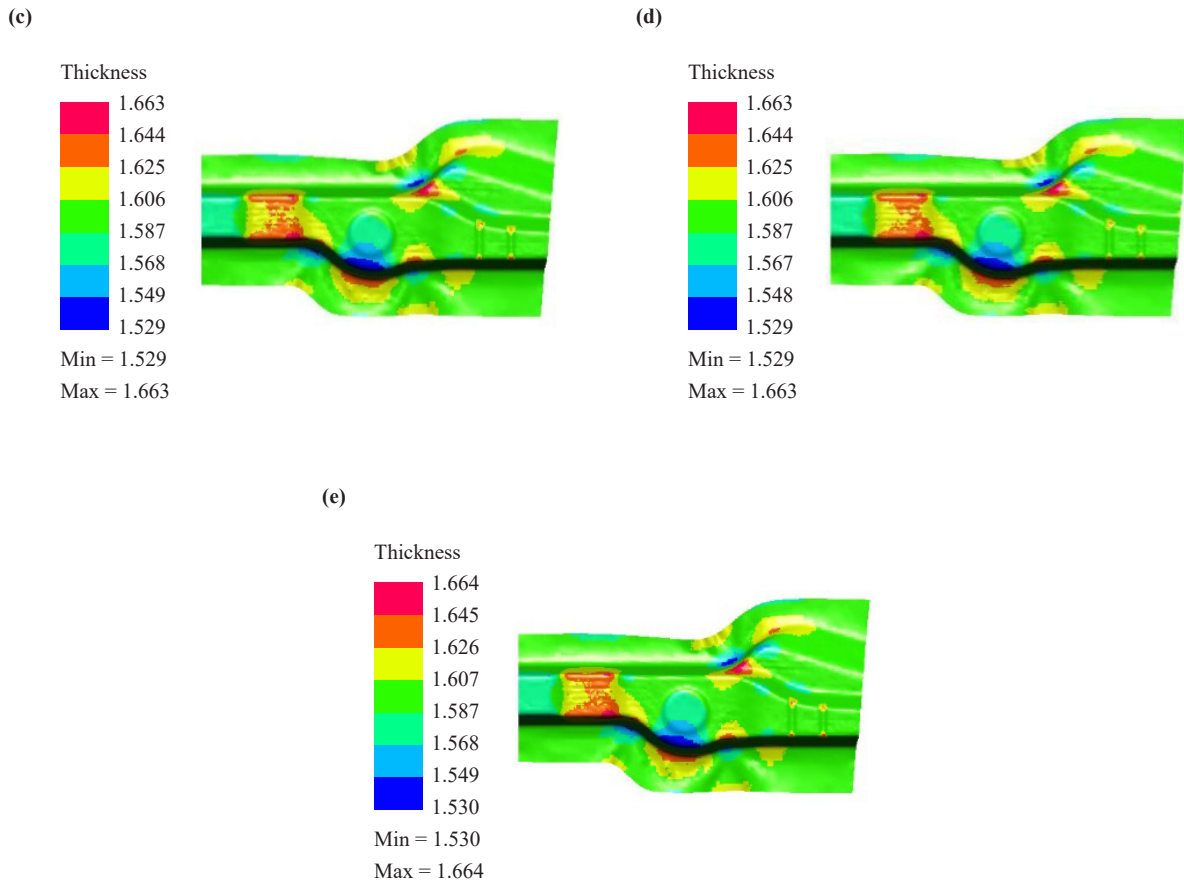 (c)
Thickness
1.663
1.644
1.625
1.606
1.587
1.568
1.549
1.529
Min = 1.529
Max = 1.663
(d)
Thickness
1.663
1.644
1.625
1.606
1.587
1.567
1.548
1.529
Min = 1.529
Max = 1.663
(e)
Thickness
1.664
1.645
1.626
1.607
1.587
1.568
1.549
1.530
Min = 1.530
Max = 1.664